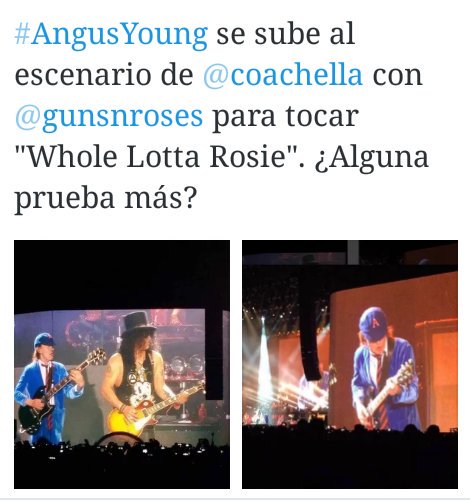 #AngusYoung se sube al
escenario de @coachella con
@gunsnroses para tocar
"Whole Lotta Rosie". ¿Alguna
prueba más?
A